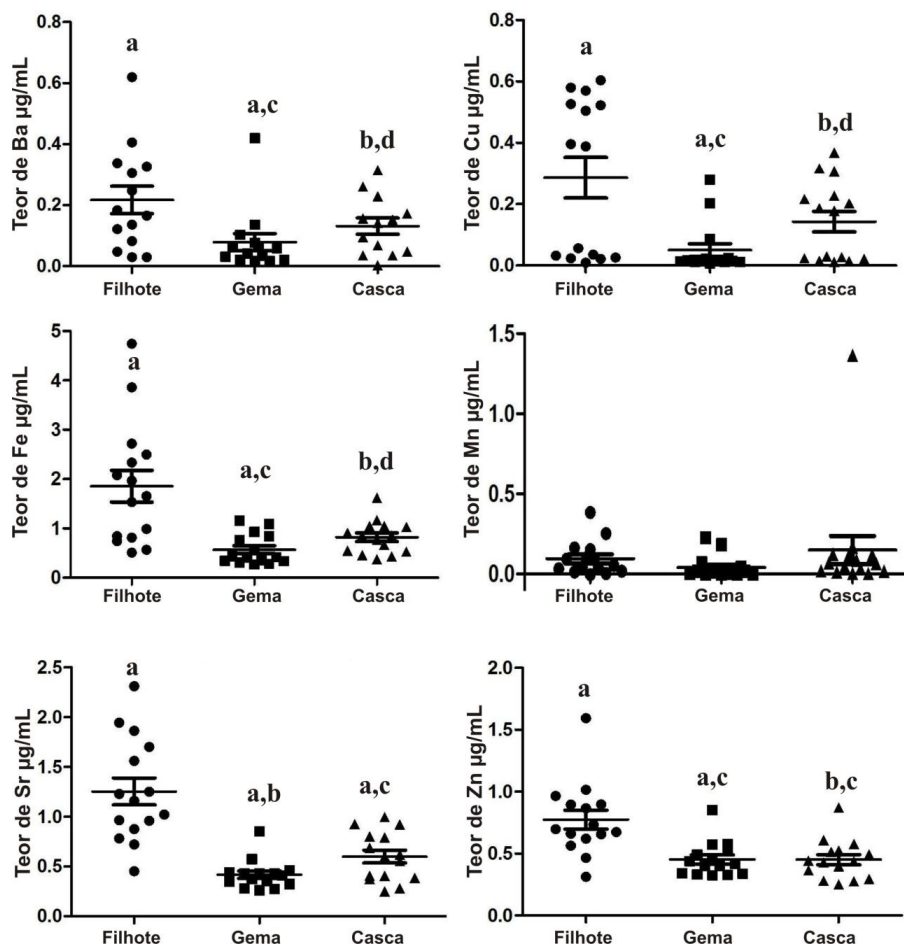 Teor de Ba µg/mL
0.8
0.6
0.4
0.2
0.0
a
a,c
b,d
Filhote Gema Casca
Teor de Cu µg/mL
0.8
0.6
0.4
0.2
0.0
a
a,c
b,d
Filhote Gema Casca
Teor de Fe µg/mL
5
4
3
2
1
0
a
a,c
b,d
Filhote Gema Casca
Teor de Mn µg/mL
1.5
1.0
0.5
0.0
Filhote Gema Casca
Teor de Sr µg/mL
2.5
2.0
1.5
1.0
0.5
0.0
a
a,b
a,c
Filhote Gema Casca
Teor de Zn µg/mL
2.0
1.5
1.0
0.5
0.0
a
a,c
b,c
Filhote Gema Casca